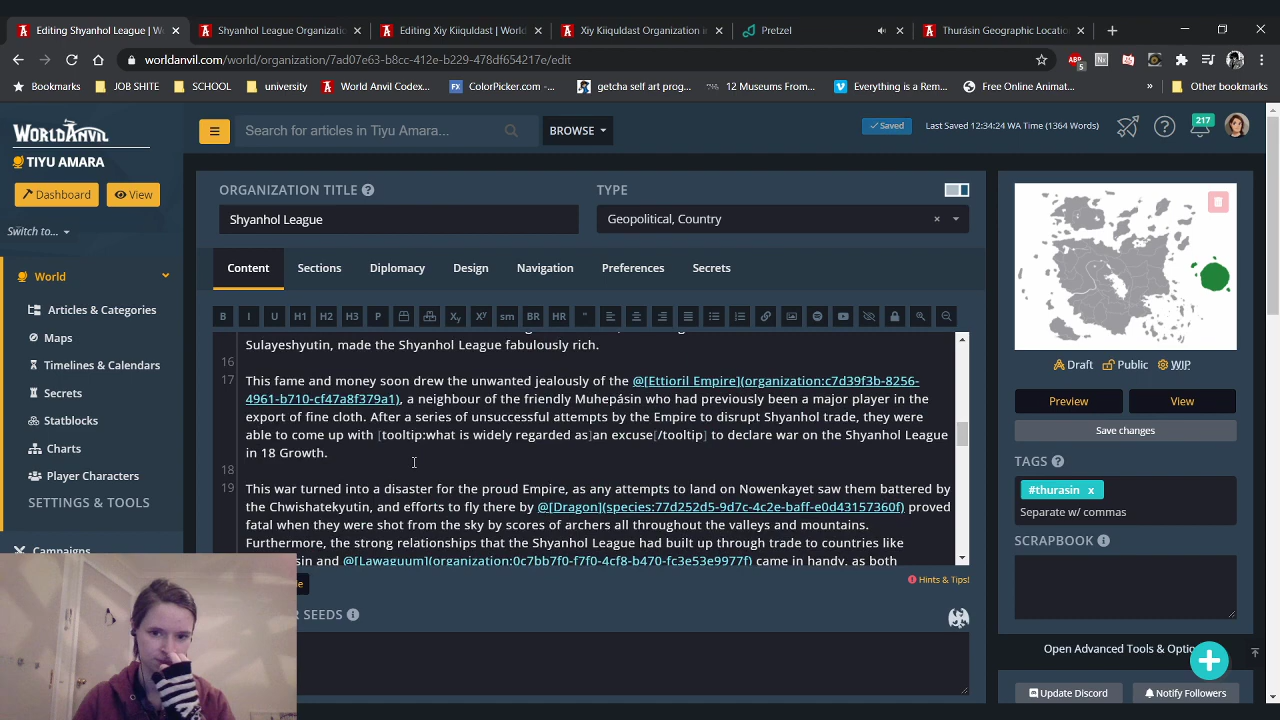 Editing Shyanhol League | W
Shyanhol League Organizatio
Editing Xiy Kiiquldast | World
Xiy Kiiquldast Organization in
Pretzel
Thurásin Geographic Locatio
worldanvil.com/world/organization/7ad07e63-b8cc-412e-b229-478df654217e/edit
Bookmarks
JOB SHITE
SCHOOL
university
World Anvil Codex...
ColorPicker.com -...
getcha self art prog...
12 Museums From...
Everything is a Rem...
Free Online Animat...
Other bookmarks
WORLDANVIL
TIYU AMARA
Dashboard
View
Switch to...
World
Articles & Categories
Maps
Timelines & Calendars
Secrets
Statblocks
Charts
Player Characters
SETTINGS & TOOLS
Campaigns
Search for articles in Tiyu Amara...
BROWSE
Saved
Last Saved 12:34:24 WA Time (1364 Words)
217
ORGANIZATION TITLE
Shyanhol League
TYPE
Geopolitical, Country
Content
Sections
Diplomacy
Design
Navigation
Preferences
Secrets
B I U H1 H2 H3 P Xy XY sm BR HR
Sulayeshyutin, made the Shyanhol League fabulously rich.
16
17 This fame and money soon drew the unwanted jealously of the @[Ettioril Empire](organization:c7d39f3b-8256-
4961-b710-cf47a8f379a1), a neighbour of the friendly Muhepásin who had previously been a major player in the
export of fine cloth. After a series of unsuccessful attempts by the Empire to disrupt Shyanhol trade, they were
able to come up with [tooltip:what is widely regarded as]an excuse[/tooltip] to declare war on the Shyanhol League
in 18 Growth.
18
19 This war turned into a disaster for the proud Empire, as any attempts to land on Nowenkayet saw them battered by
the Chwishatekyutin, and efforts to fly there by @[Dragon](species:77d252d5-9d7c-4c2e-baff-e0d43157360f) proved
fatal when they were shot from the sky by scores of archers all throughout the valleys and mountains.
Furthermore, the strong relationships that the Shyanhol League had built up through trade to countries like
sin and @[Lawaguum](organization:0c7bb7f0-f7f0-4cf8-b470-fc3e53e9977f) came in handy, as both
Hints & Tips!
SEEDS
Draft
Public
WIP
Preview
View
Save changes
TAGS
#thurasin x
Separate w/ commas
SCRAPBOOK
Open Advanced Tools & Optio
Update Discord
Notify Followers